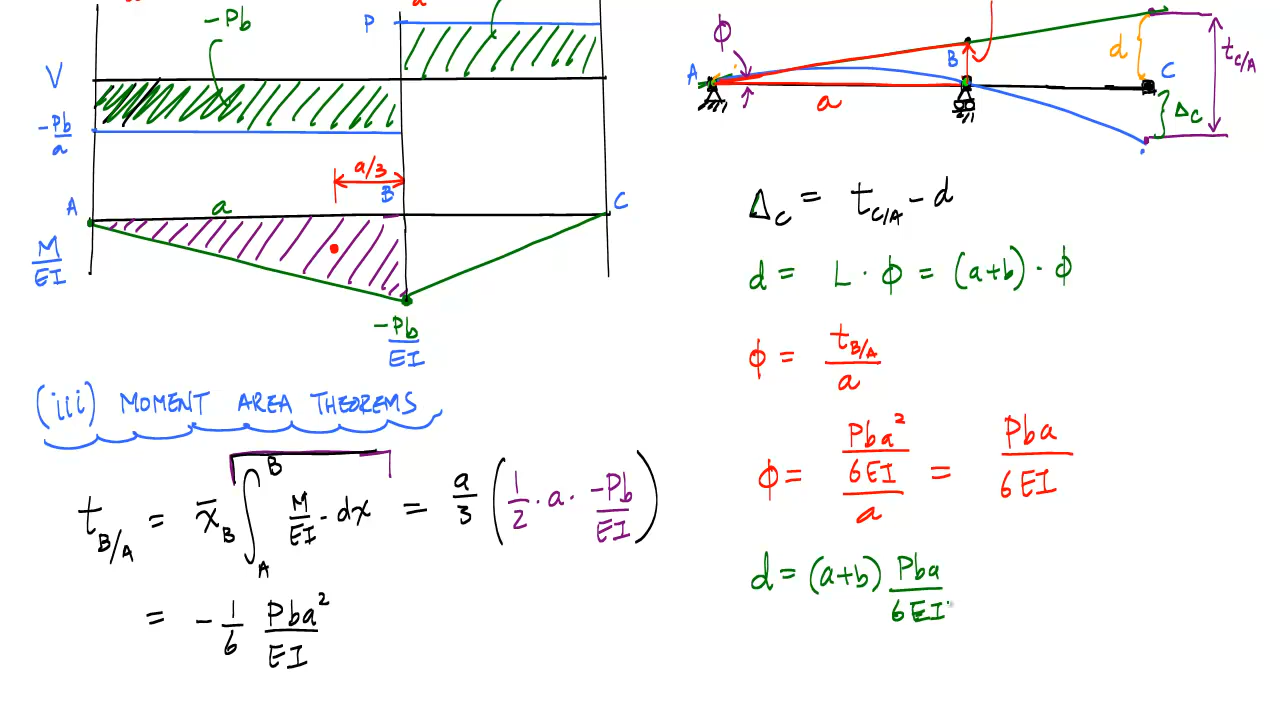 -Pb
P
a
V
-Pb/a
a/3
B
A
a
C
M/EI
-Pb/EI
(iii) MOMENT AREA THEOREMS
t_B/A = x̄_B ∫_A^B M/EI · dx = a/3 (1/2 · a · -Pb/EI)
= - 1/6 Pba²/EI
ϕ
A
B
a
d
C
t_C/A
Δ_C
Δ_C = t_C/A - d
d = L · ϕ = (a+b) · ϕ
ϕ = t_B/A / a
ϕ = Pba²/6EI / a = Pba/6EI
d = (a+b) Pba/6EI